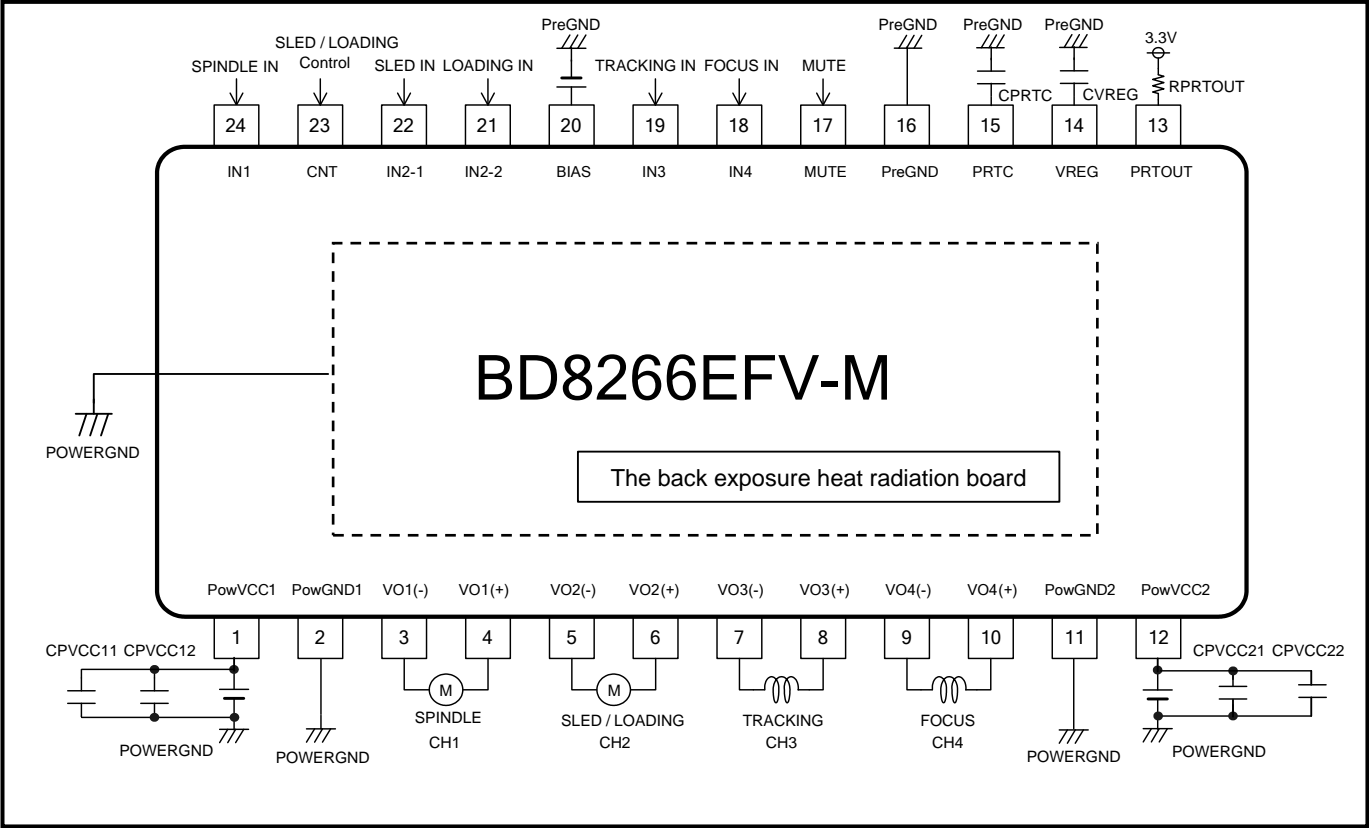 PreGND PreGND PreGND PreGND 3.3V
SLED / LOADING
Control
SPINDLE IN SLED IN LOADING IN TRACKING IN FOCUS IN MUTE
CPRTC CVREG RPRTOUT
24 23 22 21 20 19 18 17 16 15 14 13
IN1 CNT IN2-1 IN2-2 BIAS IN3 IN4 MUTE PreGND PRTC VREG PRTOUT
BD8266EFV-M
POWERGND
The back exposure heat radiation board
PowVCC1 PowGND1 VO1(-) VO1(+) VO2(-) VO2(+) VO3(-) VO3(+) VO4(-) VO4(+) PowGND2 PowVCC2
1 2 3 4 5 6 7 8 9 10 11 12
CPVCC11 CPVCC12 CPVCC21 CPVCC22
M M
SPINDLE SLED / LOADING TRACKING FOCUS
CH1 CH2 CH3 CH4
POWERGND POWERGND POWERGND POWERGND